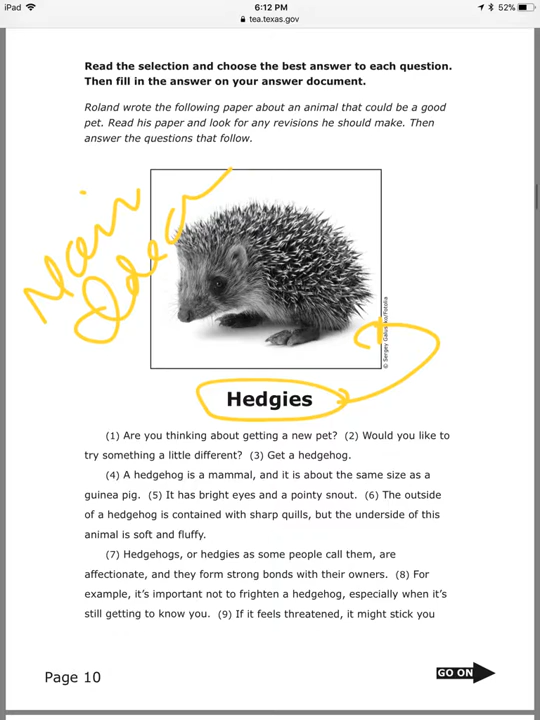 iPad
6:12 PM
52%
tea.texas.gov
Read the selection and choose the best answer to each question.
Then fill in the answer on your answer document.
Roland wrote the following paper about an animal that could be a good
pet. Read his paper and look for any revisions he should make. Then
answer the questions that follow.
Main
Idea
Hedgies
(1) Are you thinking about getting a new pet? (2) Would you like to
try something a little different? (3) Get a hedgehog.
(4) A hedgehog is a mammal, and it is about the same size as a
guinea pig. (5) It has bright eyes and a pointy snout. (6) The outside
of a hedgehog is contained with sharp quills, but the underside of this
animal is soft and fluffy.
(7) Hedgehogs, or hedgies as some people call them, are
affectionate, and they form strong bonds with their owners. (8) For
example, it's important not to frighten a hedgehog, especially when it's
still getting to know you. (9) If it feels threatened, it might stick you
Page 10
GO ON